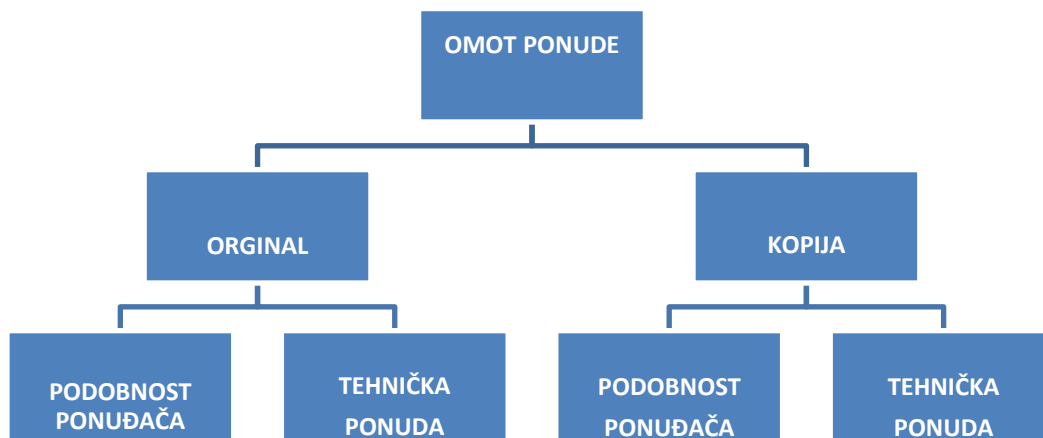 OMOT PONUDE
ORGINAL
KOPIJA
PODOBNOST
PONUĐAČA
TEHNIČKA
PONUDA
PODOBNOST
PONUĐAČA
TEHNIČKA
PONUDA